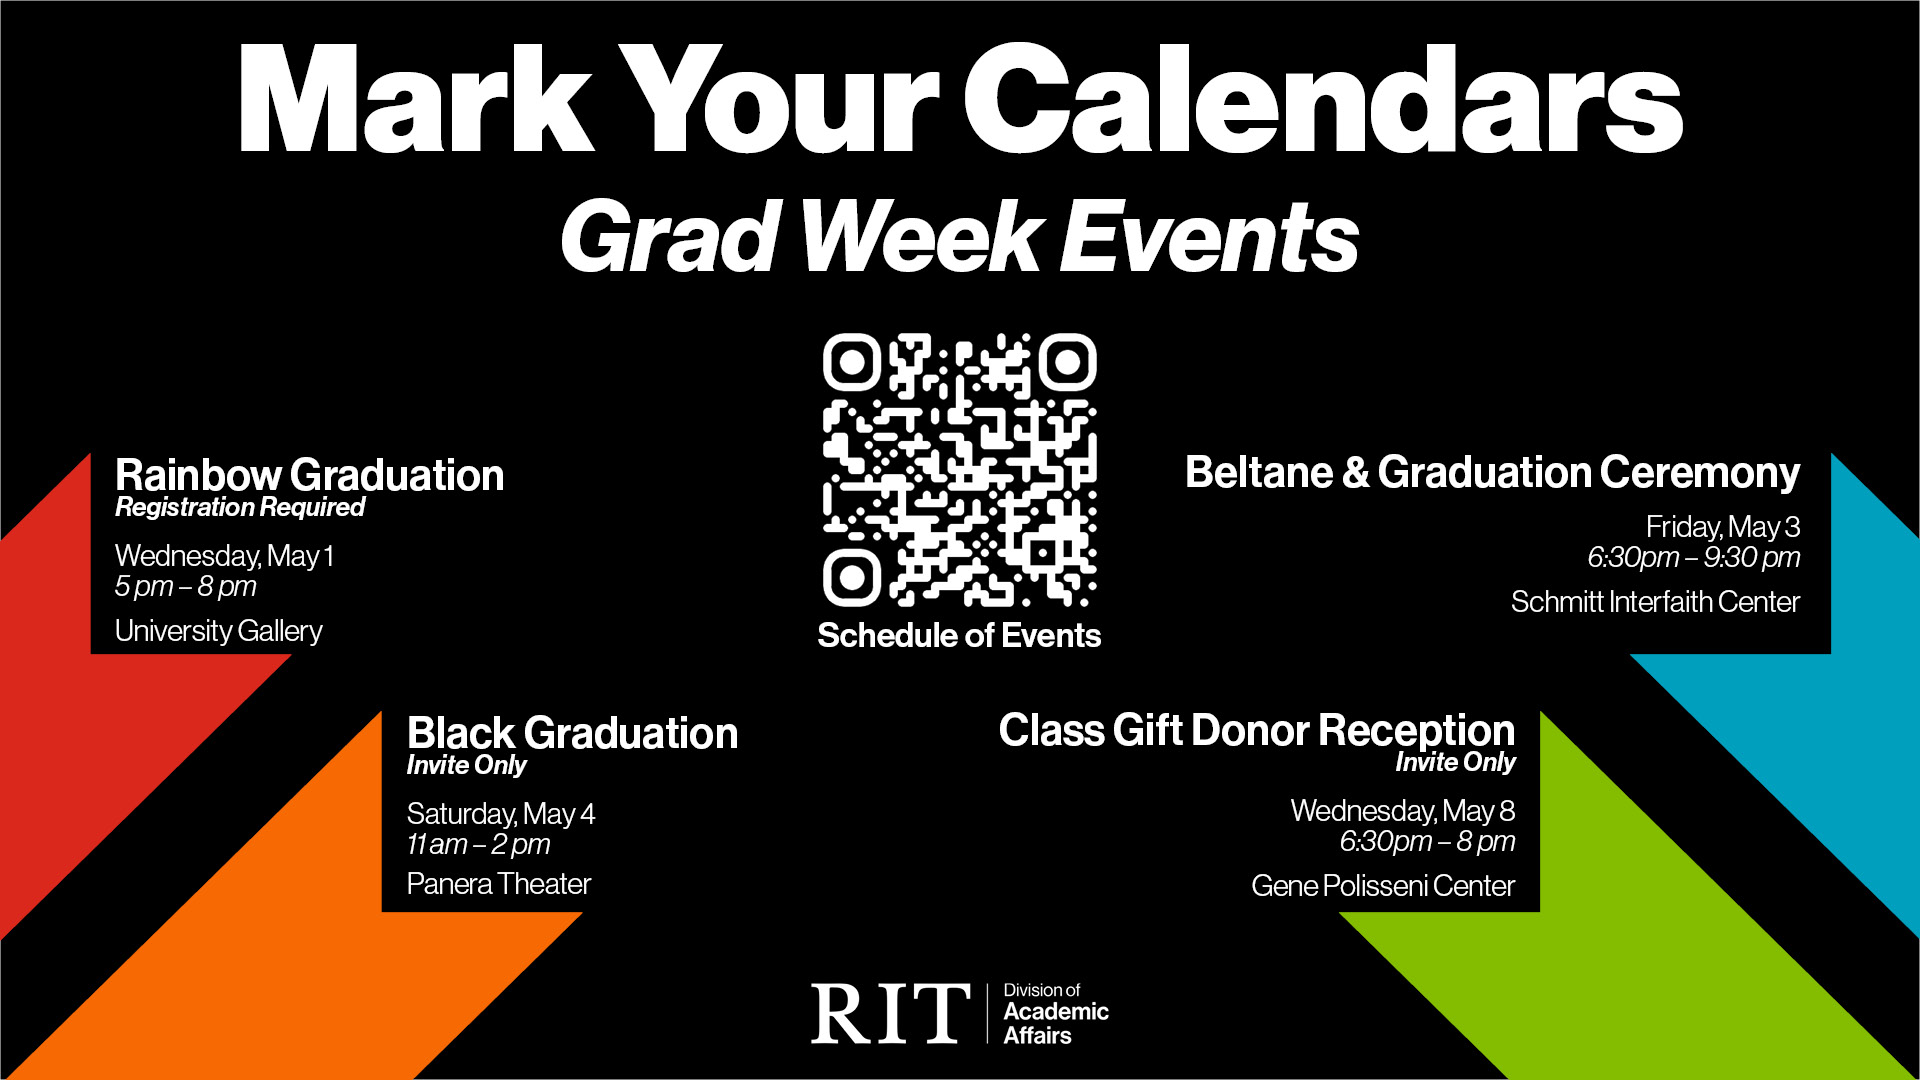 Mark Your Calendars
Grad Week Events
Schedule of Events
Rainbow Graduation
Registration Required
Wednesday, May 1
5 pm – 8 pm
University Gallery
Beltane & Graduation Ceremony
Friday, May 3
6:30pm – 9:30 pm
Schmitt Interfaith Center
Black Graduation
Invite Only
Saturday, May 4
11 am – 2 pm
Panera Theater
Class Gift Donor Reception
Invite Only
Wednesday, May 8
6:30pm – 8 pm
Gene Polisseni Center
RIT
Division of
Academic
Affairs